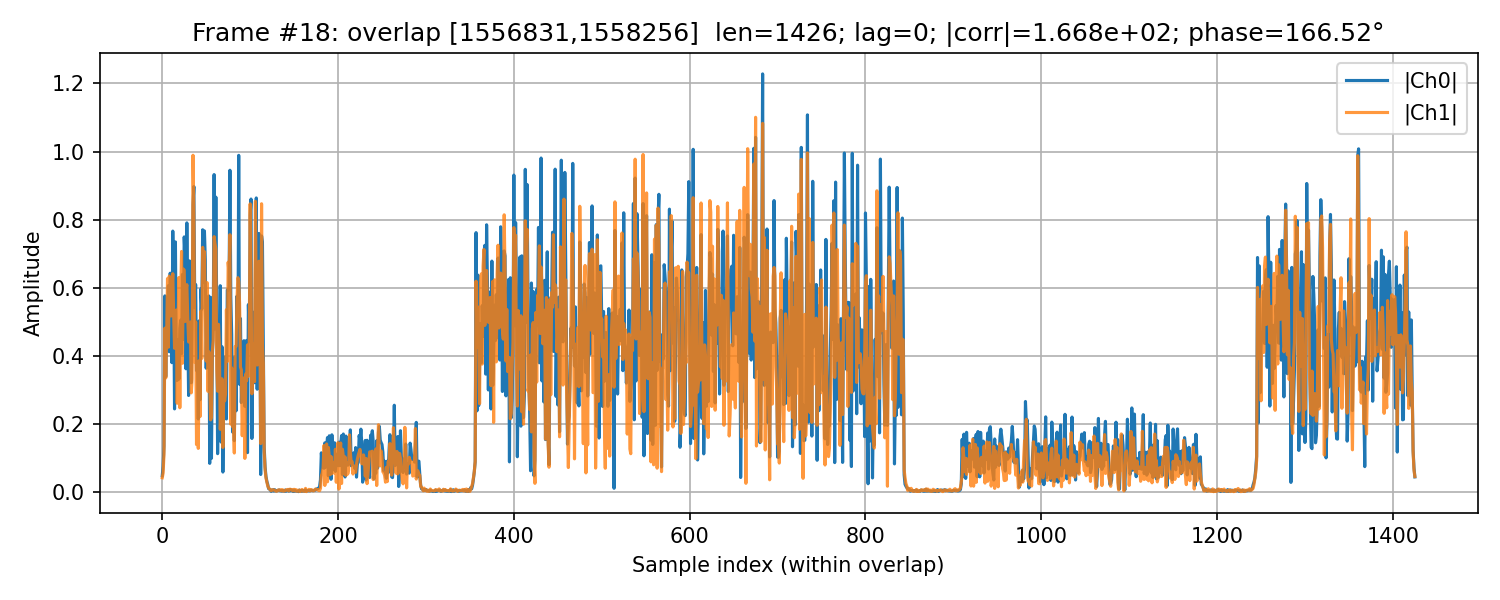 Frame #18: overlap [1556831,1558256]  len=1426; lag=0; |corr|=1.668e+02; phase=166.52°
|Ch0|
|Ch1|
Amplitude
1.2
1.0
0.8
0.6
0.4
0.2
0.0
0 200 400 600 800 1000 1200 1400
Sample index (within overlap)